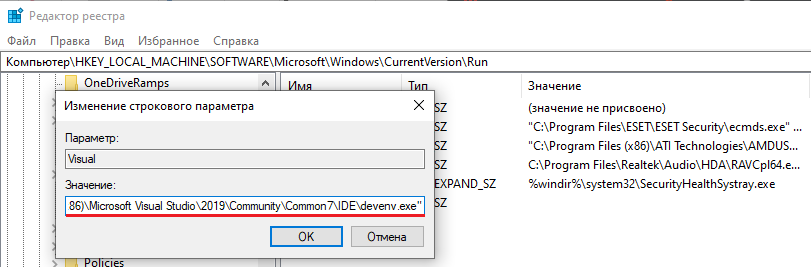 Редактор реестра
Файл Правка Вид Избранное Справка
Компьютер\HKEY_LOCAL_MACHINE\SOFTWARE\Microsoft\Windows\CurrentVersion\Run
OneDriveRamps
Имя Тип Значение
Изменение строкового параметра
SZ (значение не присвоено)
SZ "C:\Program Files\ESET\ESET Security\ecmds.exe" ...
SZ "C:\Program Files (x86)\ATI Technologies\AMDUS...
SZ C:\Program Files\Realtek\Audio\HDA\RAVCpl64.e...
EXPAND_SZ %windir%\system32\SecurityHealthSystray.exe
SZ
Параметр:
Visual
Значение:
86)\Microsoft Visual Studio\2019\Community\Common7\IDE\devenv.exe"
OK Отмена
Policies